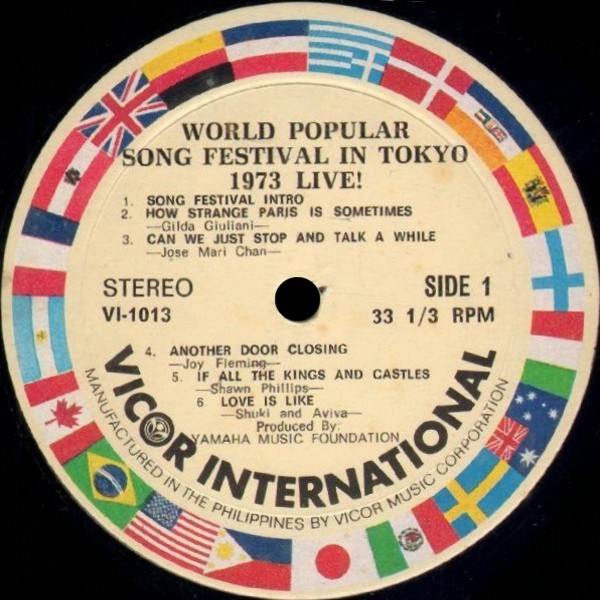 WORLD POPULAR
SONG FESTIVAL IN TOKYO
1973 LIVE!
1. SONG FESTIVAL INTRO
2. HOW STRANGE PARIS IS SOMETIMES
—Gilda Giuliani—
3. CAN WE JUST STOP AND TALK A WHILE
—Jose Mari Chan—
STEREO
SIDE 1
VI-1013
33 1/3 RPM
4. ANOTHER DOOR CLOSING
—Joy Fleming—
5. IF ALL THE KINGS AND CASTLES
—Shawn Phillips—
6 LOVE IS LIKE
—Shuki and Aviva—
Produced By:
YAMAHA MUSIC FOUNDATION
VICOR INTERNATIONAL
MANUFACTURED IN THE PHILIPPINES BY VICOR MUSIC CORPORATION